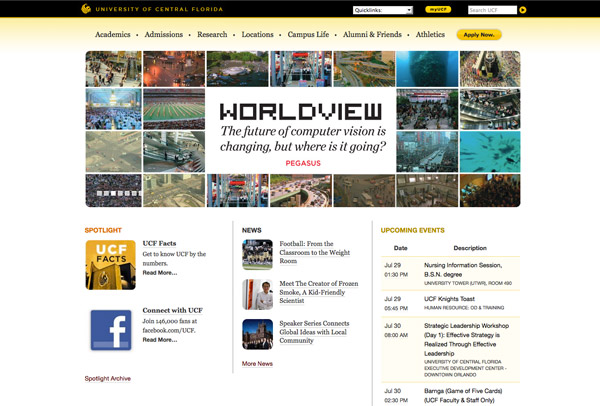 UNIVERSITY OF CENTRAL FLORIDA
Quicklinks:
myUCF
Search UCF
Academics • Admissions • Research • Locations • Campus Life • Alumni & Friends • Athletics
Apply Now.
WORLDVIEW
The future of computer vision is
changing, but where is it going?
PEGASUS
SPOTLIGHT
UCF FACTS
UCF Facts
Get to know UCF by the
numbers.
Read More...
f
Connect with UCF
Join 146,000 fans at
facebook.com/UCF.
Read More...
Spotlight Archive
NEWS
Football: From the
Classroom to the Weight
Room
Meet The Creator of Frozen
Smoke, A Kid-Friendly
Scientist
Speaker Series Connects
Global Ideas with Local
Community
More News
UPCOMING EVENTS
Date Description
Jul 29
01:30 PM
Nursing Information Session,
B.S.N. degree
UNIVERSITY TOWER (UTW), ROOM 490
Jul 29
05:45 PM
UCF Knights Toast
HUMAN RESOURCE: OD & TRAINING
Jul 30
08:00 AM
Strategic Leadership Workshop
(Day 1): Effective Strategy is
Realized Through Effective
Leadership
UNIVERSITY OF CENTRAL FLORIDA
EXECUTIVE DEVELOPMENT CENTER -
DOWNTOWN ORLANDO
Jul 30
02:30 PM
Barnga (Game of Five Cards)
(UCF Faculty & Staff Only)